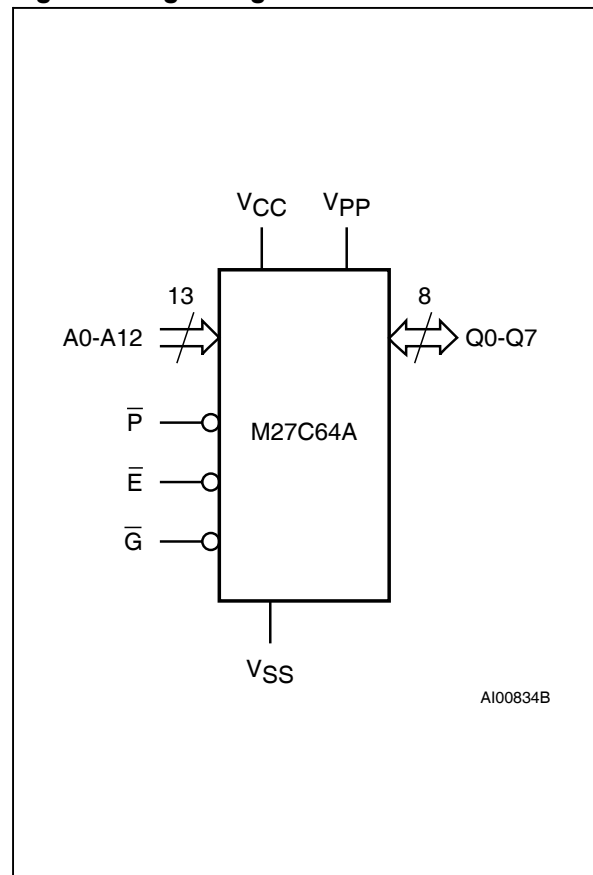 VCC VPP
13 8
A0-A12 Q0-Q7
P̅
M27C64A
E̅
G̅
VSS
AI00834B